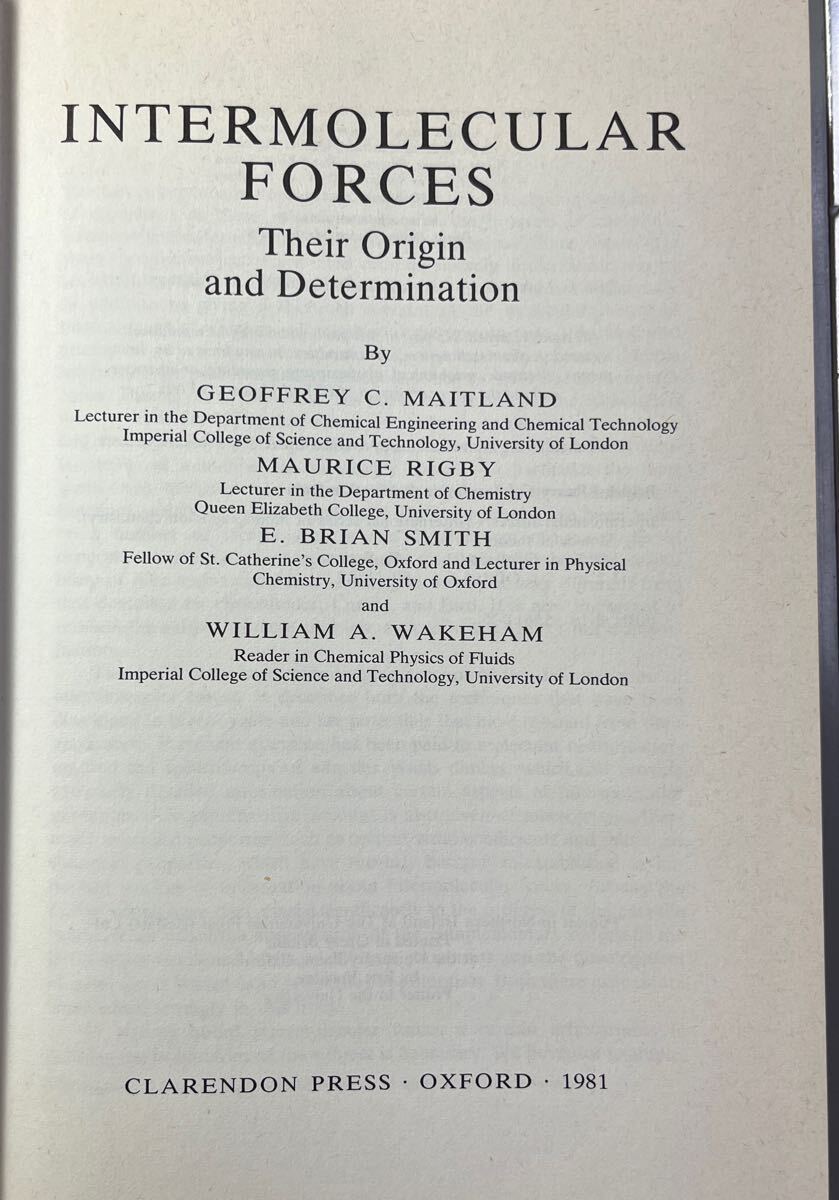 INTERMOLECULAR
FORCES
Their Origin
and Determination
By
GEOFFREY C. MAITLAND
Lecturer in the Department of Chemical Engineering and Chemical Technology
Imperial College of Science and Technology, University of London
MAURICE RIGBY
Lecturer in the Department of Chemistry
Queen Elizabeth College, University of London
E. BRIAN SMITH
Fellow of St. Catherine's College, Oxford and Lecturer in Physical
Chemistry, University of Oxford
and
WILLIAM A. WAKEHAM
Reader in Chemical Physics of Fluids
Imperial College of Science and Technology, University of London
CLARENDON PRESS · OXFORD · 1981